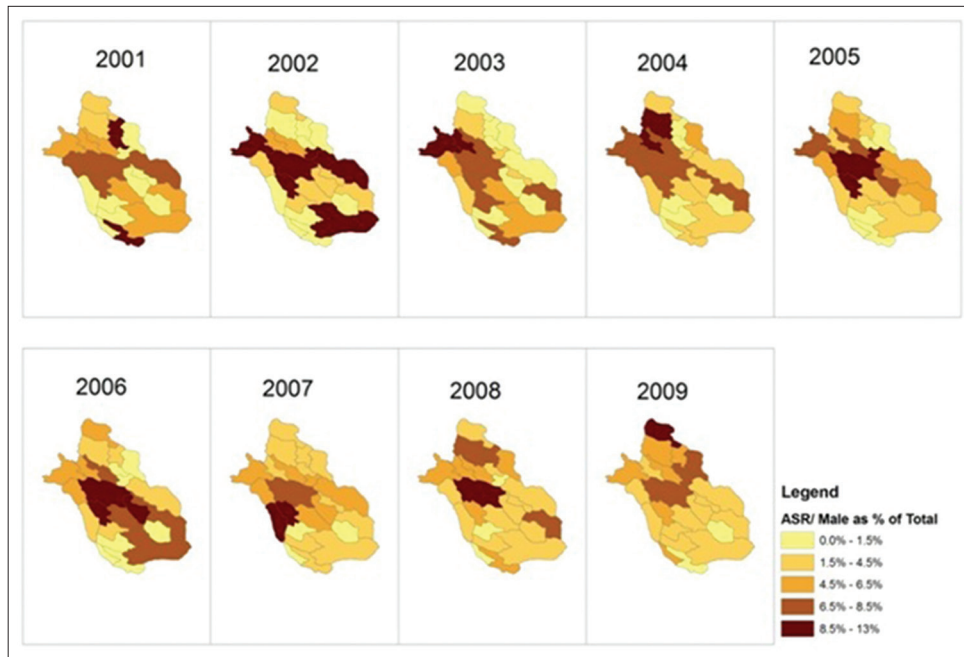 2001
2002
2003
2004
2005
2006
2007
2008
2009
Legend
ASR/ Male as % of Total
0.0% - 1.5%
1.5% - 4.5%
4.5% - 6.5%
6.5% - 8.5%
8.5% - 13%